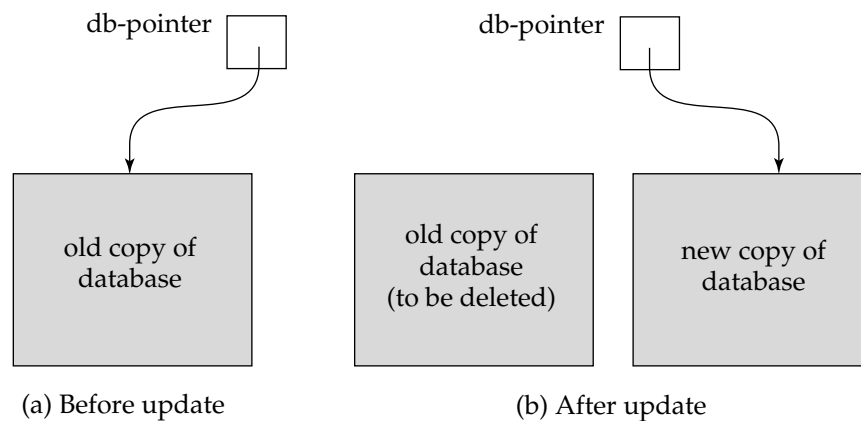 db-pointer
old copy of
database
(a) Before update
db-pointer
old copy of
database
(to be deleted)
new copy of
database
(b) After update